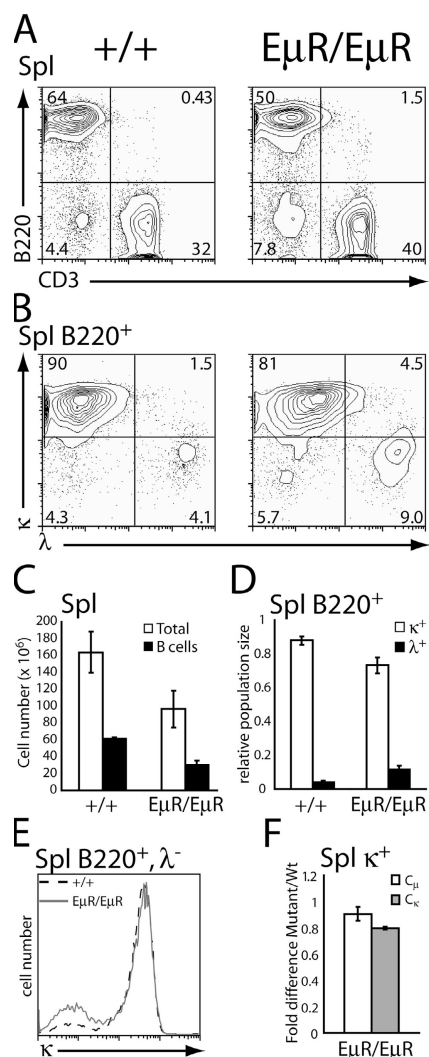 A
+/+
EμR/EμR
Spl
64
0.43
50
1.5
B220
4.4
32
7.8
40
CD3
B
Spl B220+
90
1.5
81
4.5
κ
4.3
4.1
5.7
9.0
λ
C
Spl
Total
B cells
Cell number (x 10⁶)
200
180
160
140
120
100
80
60
40
20
0
+/+
EμR/EμR
D
Spl B220+
κ+
λ+
relative population size
1
0.8
0.6
0.4
0.2
0
+/+
EμR/EμR
E
Spl B220+, λ-
+/+
EμR/EμR
cell number
κ
F
Spl κ+
Cμ
Cκ
Fold difference Mutant/Wt
1.2
1
0.8
0.6
0.4
0.2
0
EμR/EμR